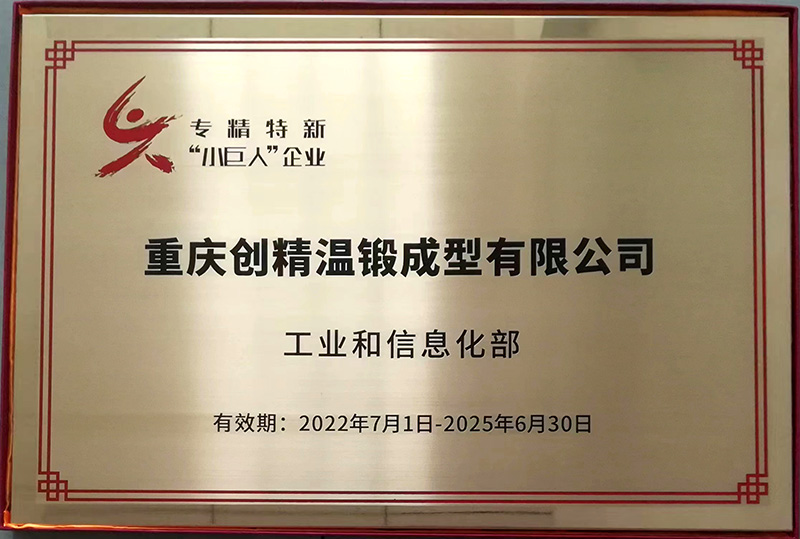 专精特新
“小巨人”企业
重庆创精温锻成型有限公司
工业和信息化部
有效期：2022年7月1日-2025年6月30日